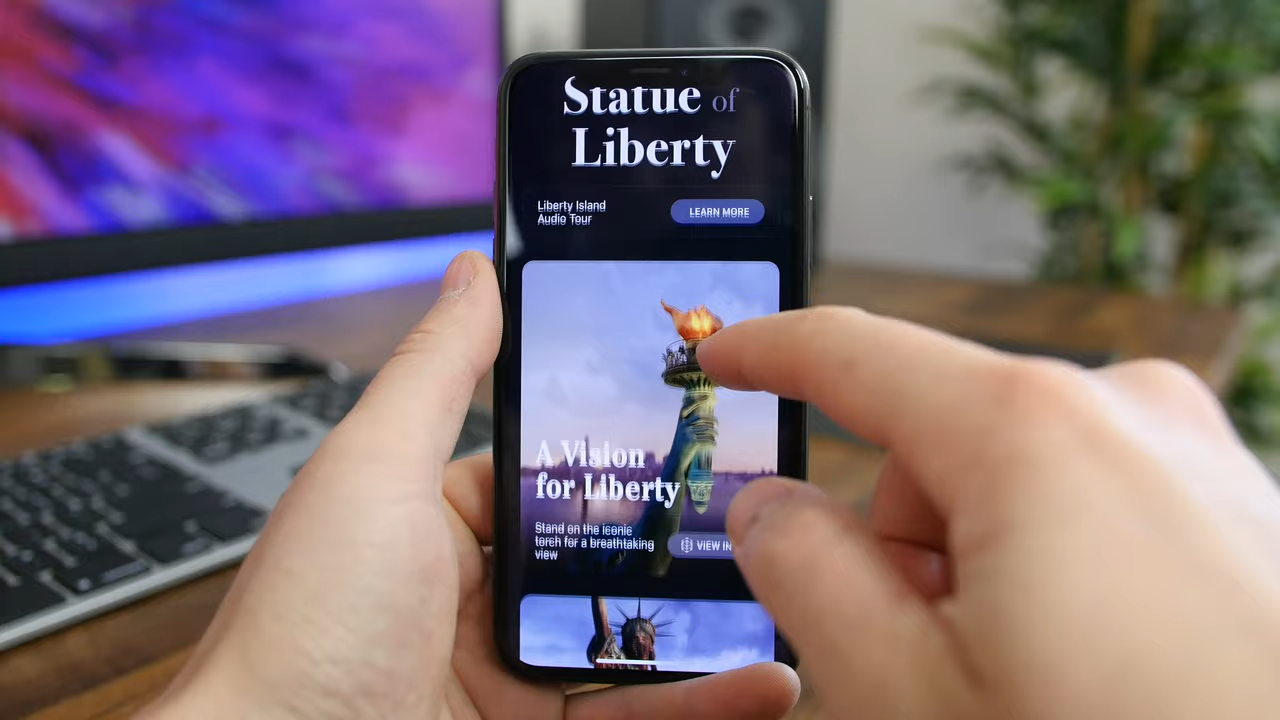 Statue of
Liberty
Liberty Island
Audio Tour
LEARN MORE
A Vision
for Liberty
Stand on the iconic
torch for a breathtaking
view
VIEW IN